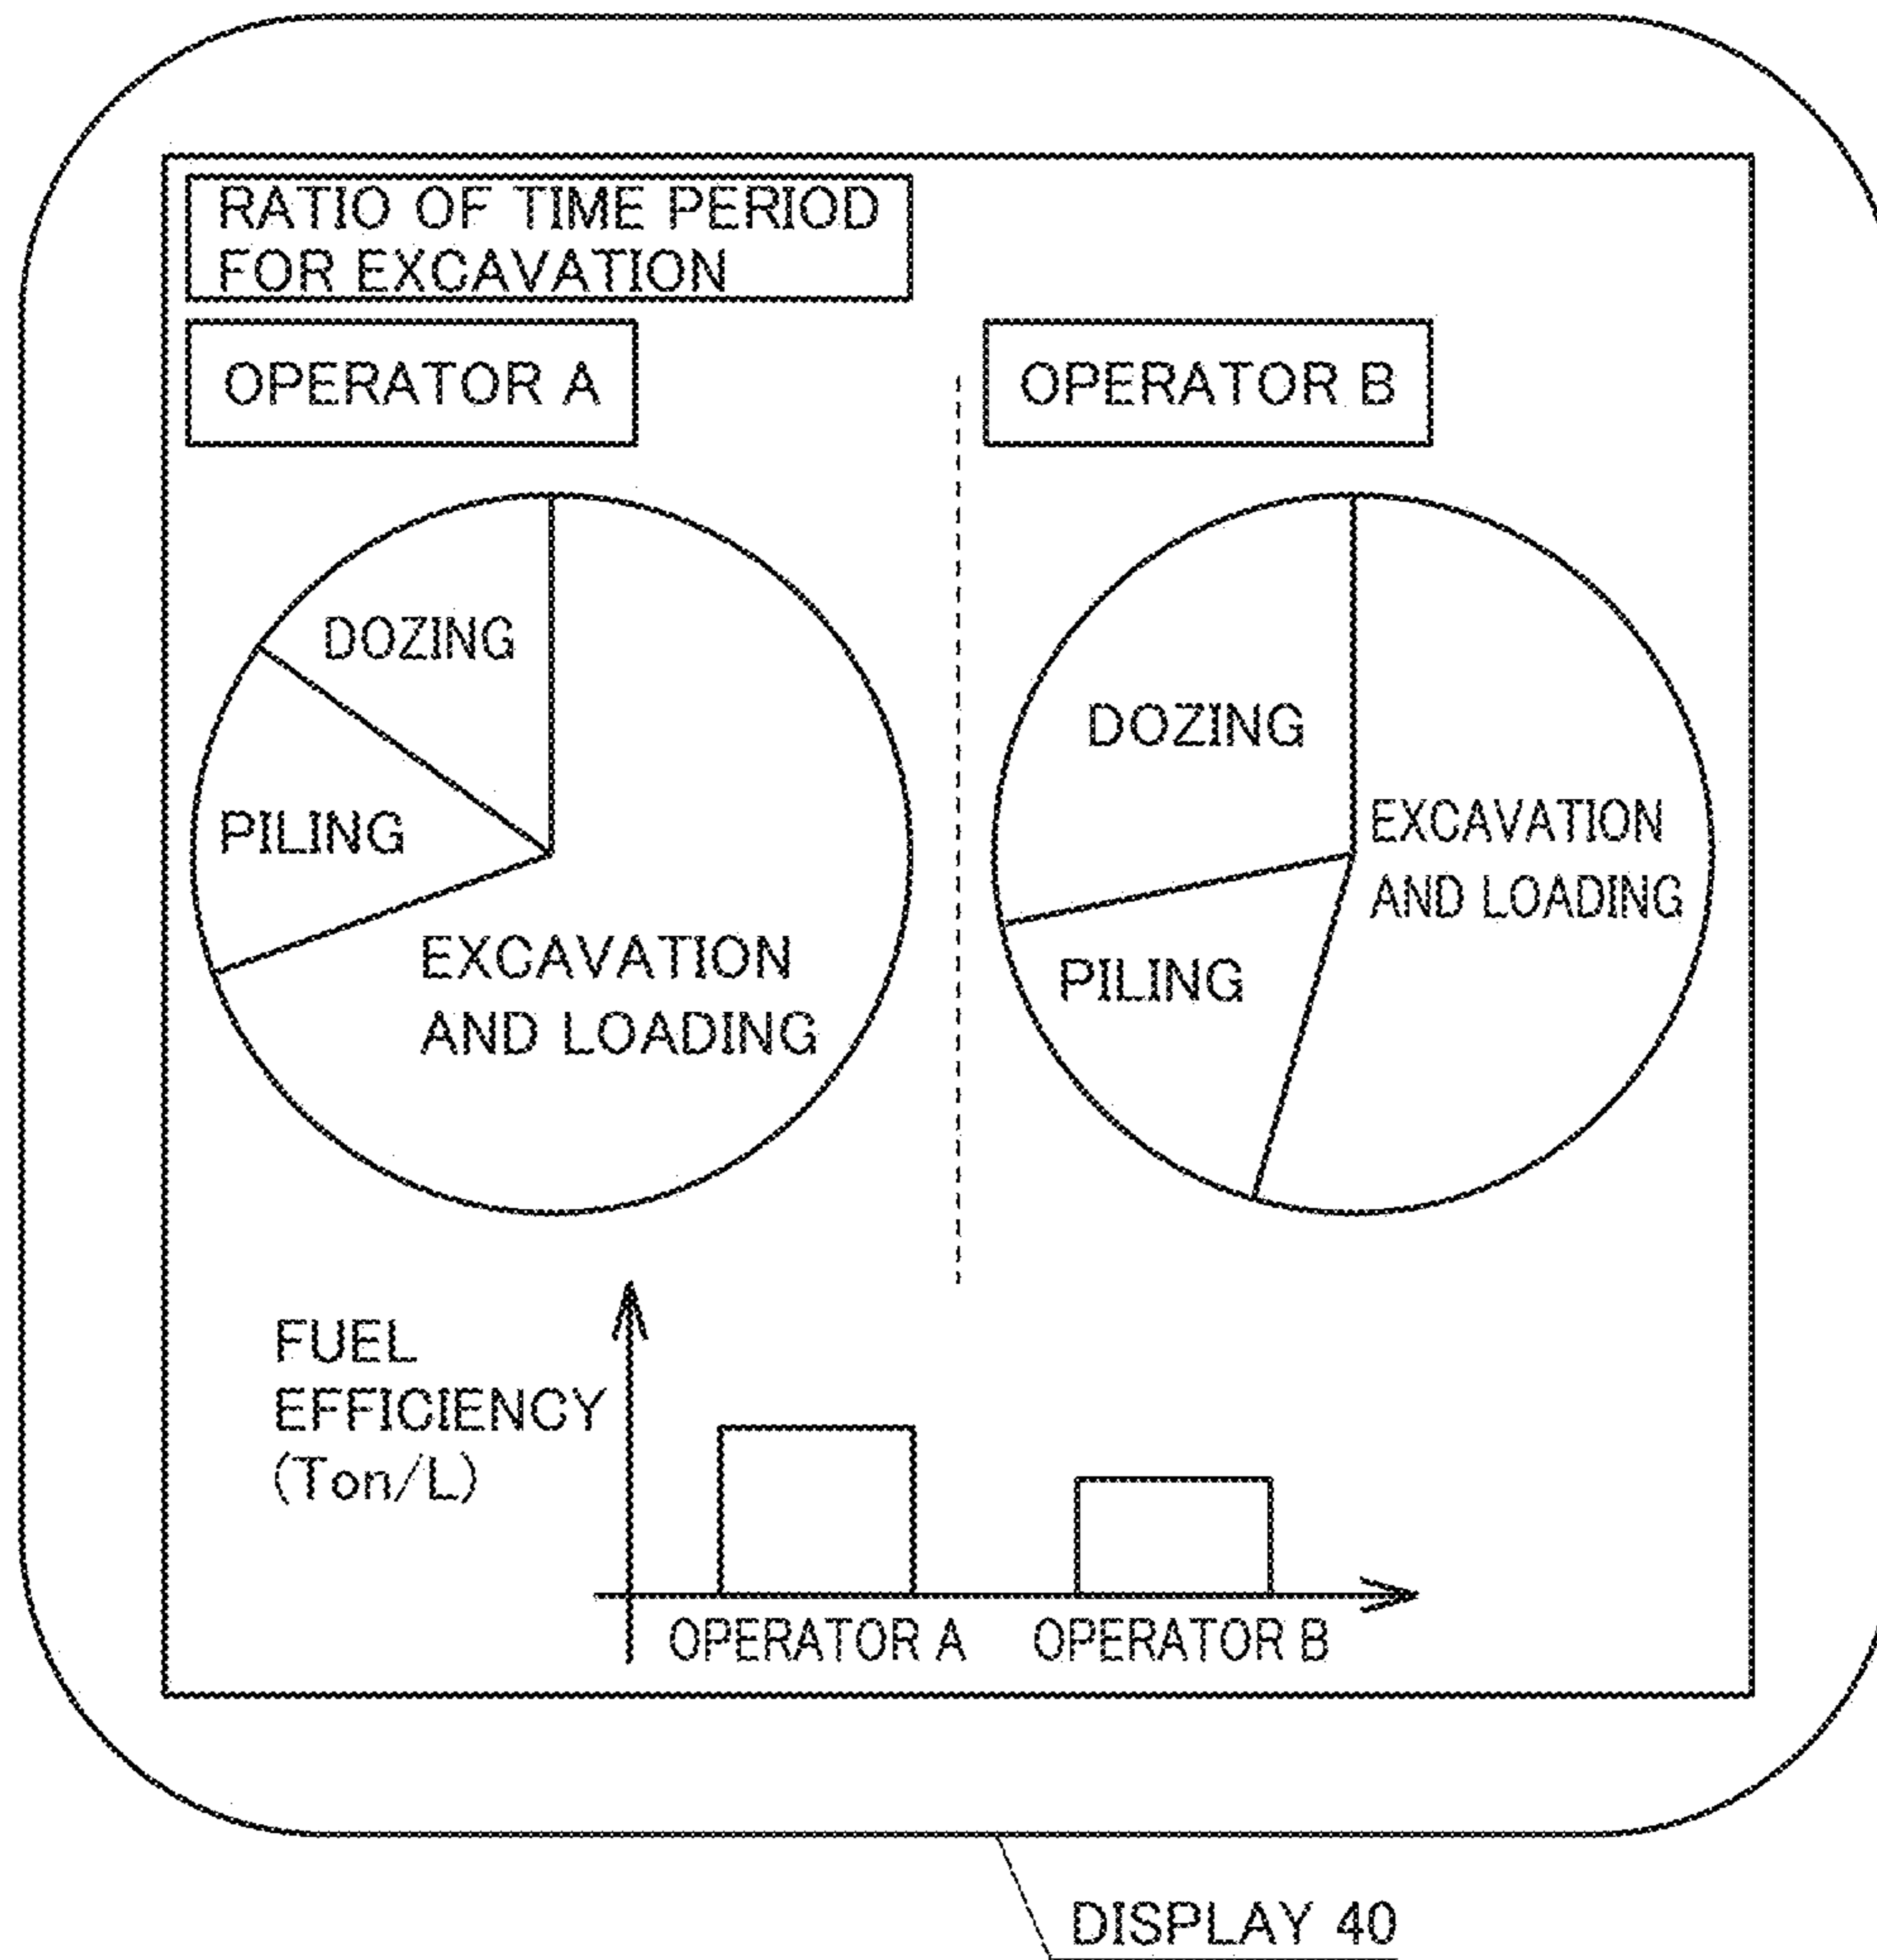 RATIO OF TIME PERIOD
FOR EXCAVATION
OPERATOR A
OPERATOR B
DOZING
PILING
EXCAVATION
AND LOADING
DOZING
EXCAVATION
AND LOADING
PILING
FUEL
EFFICIENCY
(Ton/L)
OPERATOR A
OPERATOR B
DISPLAY 40